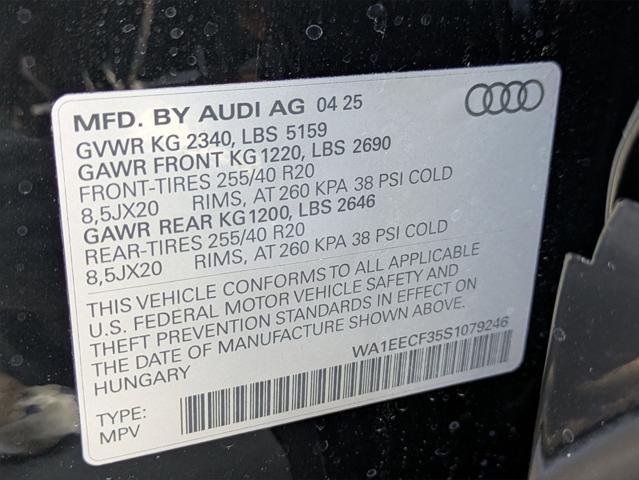 MFD. BY AUDI AG 04 25
GVWR KG 2340, LBS 5159
GAWR FRONT KG 1220, LBS 2690
FRONT-TIRES 255/40 R20
8,5JX20 RIMS, AT 260 KPA 38 PSI COLD
GAWR REAR KG 1200, LBS 2646
REAR-TIRES 255/40 R20
8,5JX20 RIMS, AT 260 KPA 38 PSI COLD
THIS VEHICLE CONFORMS TO ALL APPLICABLE
U.S. FEDERAL MOTOR VEHICLE SAFETY AND
THEFT PREVENTION STANDARDS IN EFFECT ON
THE DATE OF MANUFACTURE SHOWN ABOVE.
HUNGARY
WA1EECF35S1079246
TYPE:
MPV